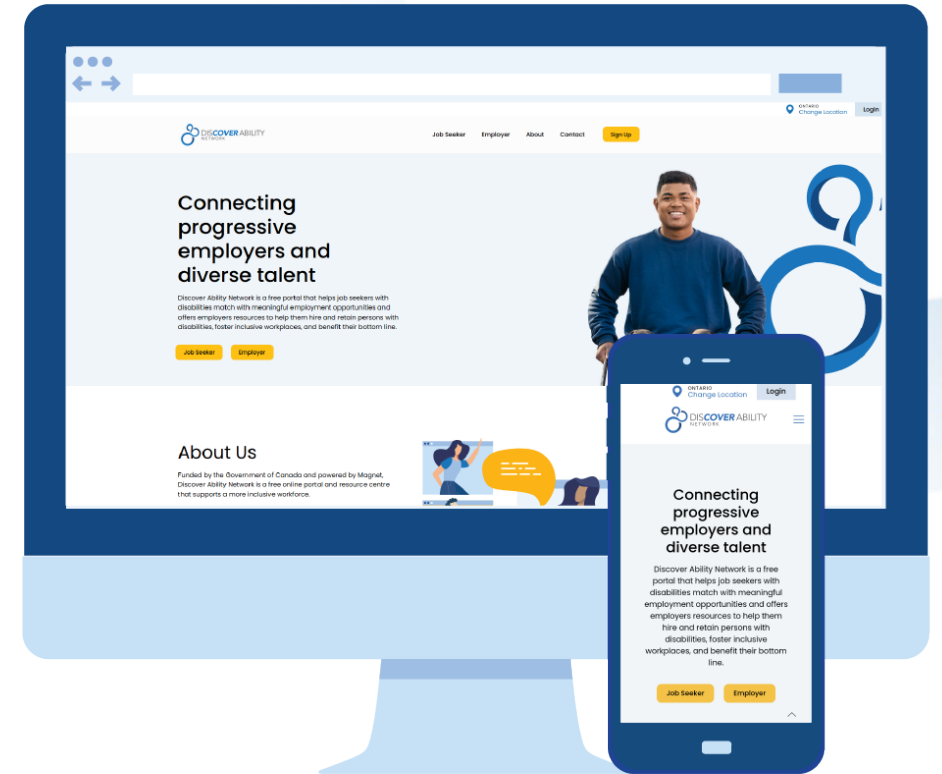 ONTARIO
Change Location
Login
DISCOVER ABILITY
NETWORK
Job Seeker
Employer
About
Contact
Sign Up
Connecting
progressive
employers and
diverse talent
Discover Ability Network is a free portal that helps job seekers with
disabilities match with meaningful employment opportunities and
offers employers resources to help them hire and retain persons with
disabilities, foster inclusive workplaces, and benefit their bottom line.
Job Seeker
Employer
About Us
Funded by the Government of Canada and powered by Magnet,
Discover Ability Network is a free online portal and resource centre
that supports a more inclusive workforce.
ONTARIO
Change Location
Login
DISCOVER ABILITY
NETWORK
Connecting
progressive
employers and
diverse talent
Discover Ability Network is a free
portal that helps job seekers with
disabilities match with meaningful
employment opportunities and offers
employers resources to help them
hire and retain persons with
disabilities, foster inclusive
workplaces, and benefit their bottom
line.
Job Seeker
Employer